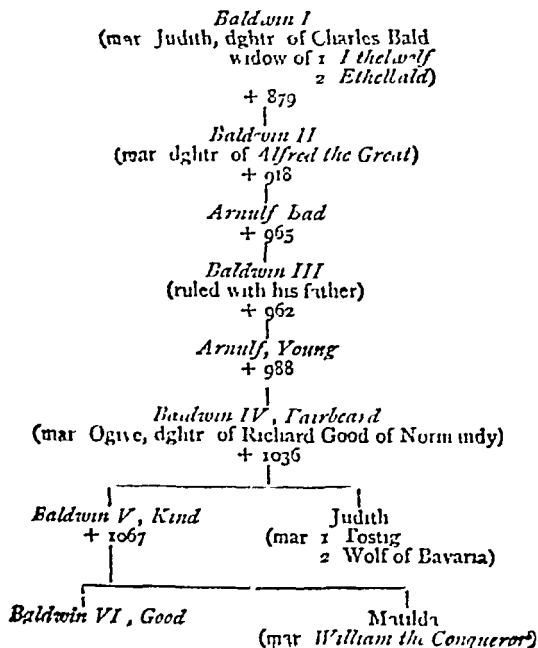 Baldwin I
(mar Judith, dghtr of Charles Bald
widow of 1 Ethelwolf
2 Ethelbald)
+ 879
Baldwin II
(mar dghtr of Alfred the Great)
+ 918
Arnulf Bad
+ 965
Baldwin III
(ruled with his father)
+ 962
Arnulf, Young
+ 988
Baldwin IV, Fairbeard
(mar Ogive, dghtr of Richard Good of Normandy)
+ 1036
Baldwin V, Kind
+ 1067
Judith
(mar 1 Tostig
2 Wolf of Bavaria)
Baldwin VI, Good
Matilda
(mar William the Conqueror)